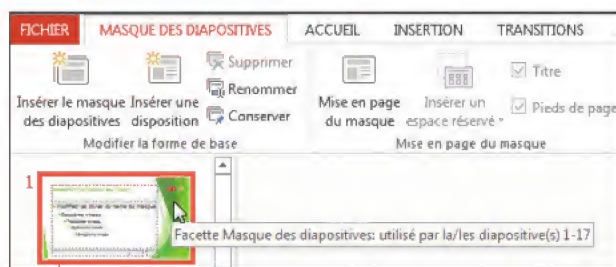 FICHIER MASQUE DES DIAPOSITIVES ACCUEIL INSERTION TRANSITIONS
Supprimer
Titre
Renommer
Insérer le masque Insérer une Mise en page Insérer un
Pieds de page
des diapositives disposition Conserver du masque espace réservé
Modifier la forme de base Mise en page du masque
1
Facette Masque des diapositives: utilisé par la/les diapositive(s) 1-17